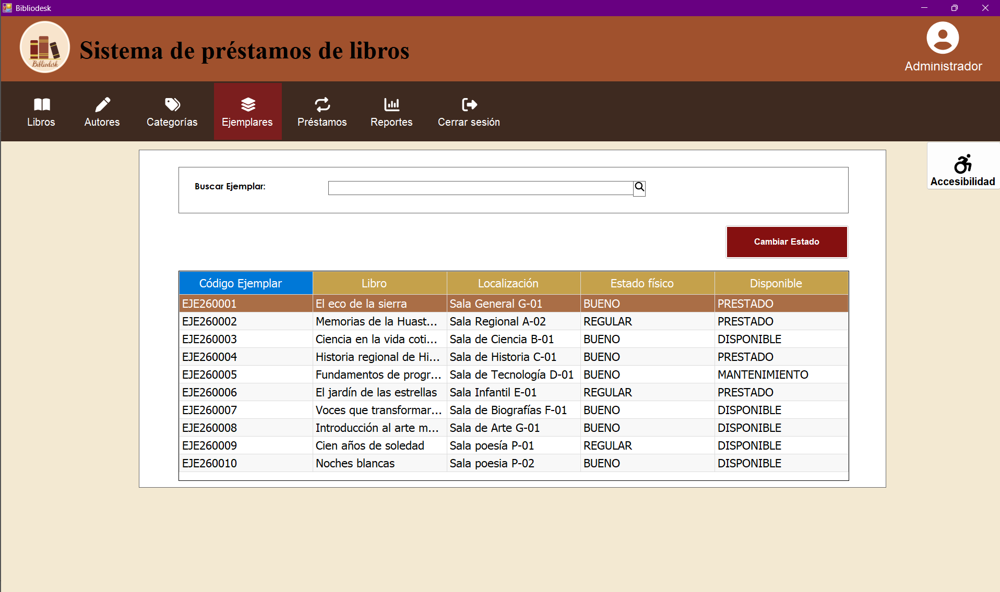 Bibliodesk
Bibliodesk
Sistema de préstamos de libros
Administrador
Libros Autores Categorías Ejemplares Préstamos Reportes Cerrar sesión
Accesibilidad
Buscar Ejemplar:
Cambiar Estado
Código Ejemplar Libro Localización Estado físico Disponible
EJE260001 El eco de la sierra Sala General G-01 BUENO PRESTADO
EJE260002 Memorias de la Huast... Sala Regional A-02 REGULAR PRESTADO
EJE260003 Ciencia en la vida coti... Sala de Ciencia B-01 BUENO DISPONIBLE
EJE260004 Historia regional de Hi... Sala de Historia C-01 BUENO PRESTADO
EJE260005 Fundamentos de progr... Sala de Tecnología D-01 BUENO MANTENIMIENTO
EJE260006 El jardín de las estrellas Sala Infantil E-01 REGULAR PRESTADO
EJE260007 Voces que transformar... Sala de Biografías F-01 BUENO DISPONIBLE
EJE260008 Introducción al arte m... Sala de Arte G-01 BUENO DISPONIBLE
EJE260009 Cien años de soledad Sala poesía P-01 REGULAR DISPONIBLE
EJE260010 Noches blancas Sala poesia P-02 BUENO DISPONIBLE